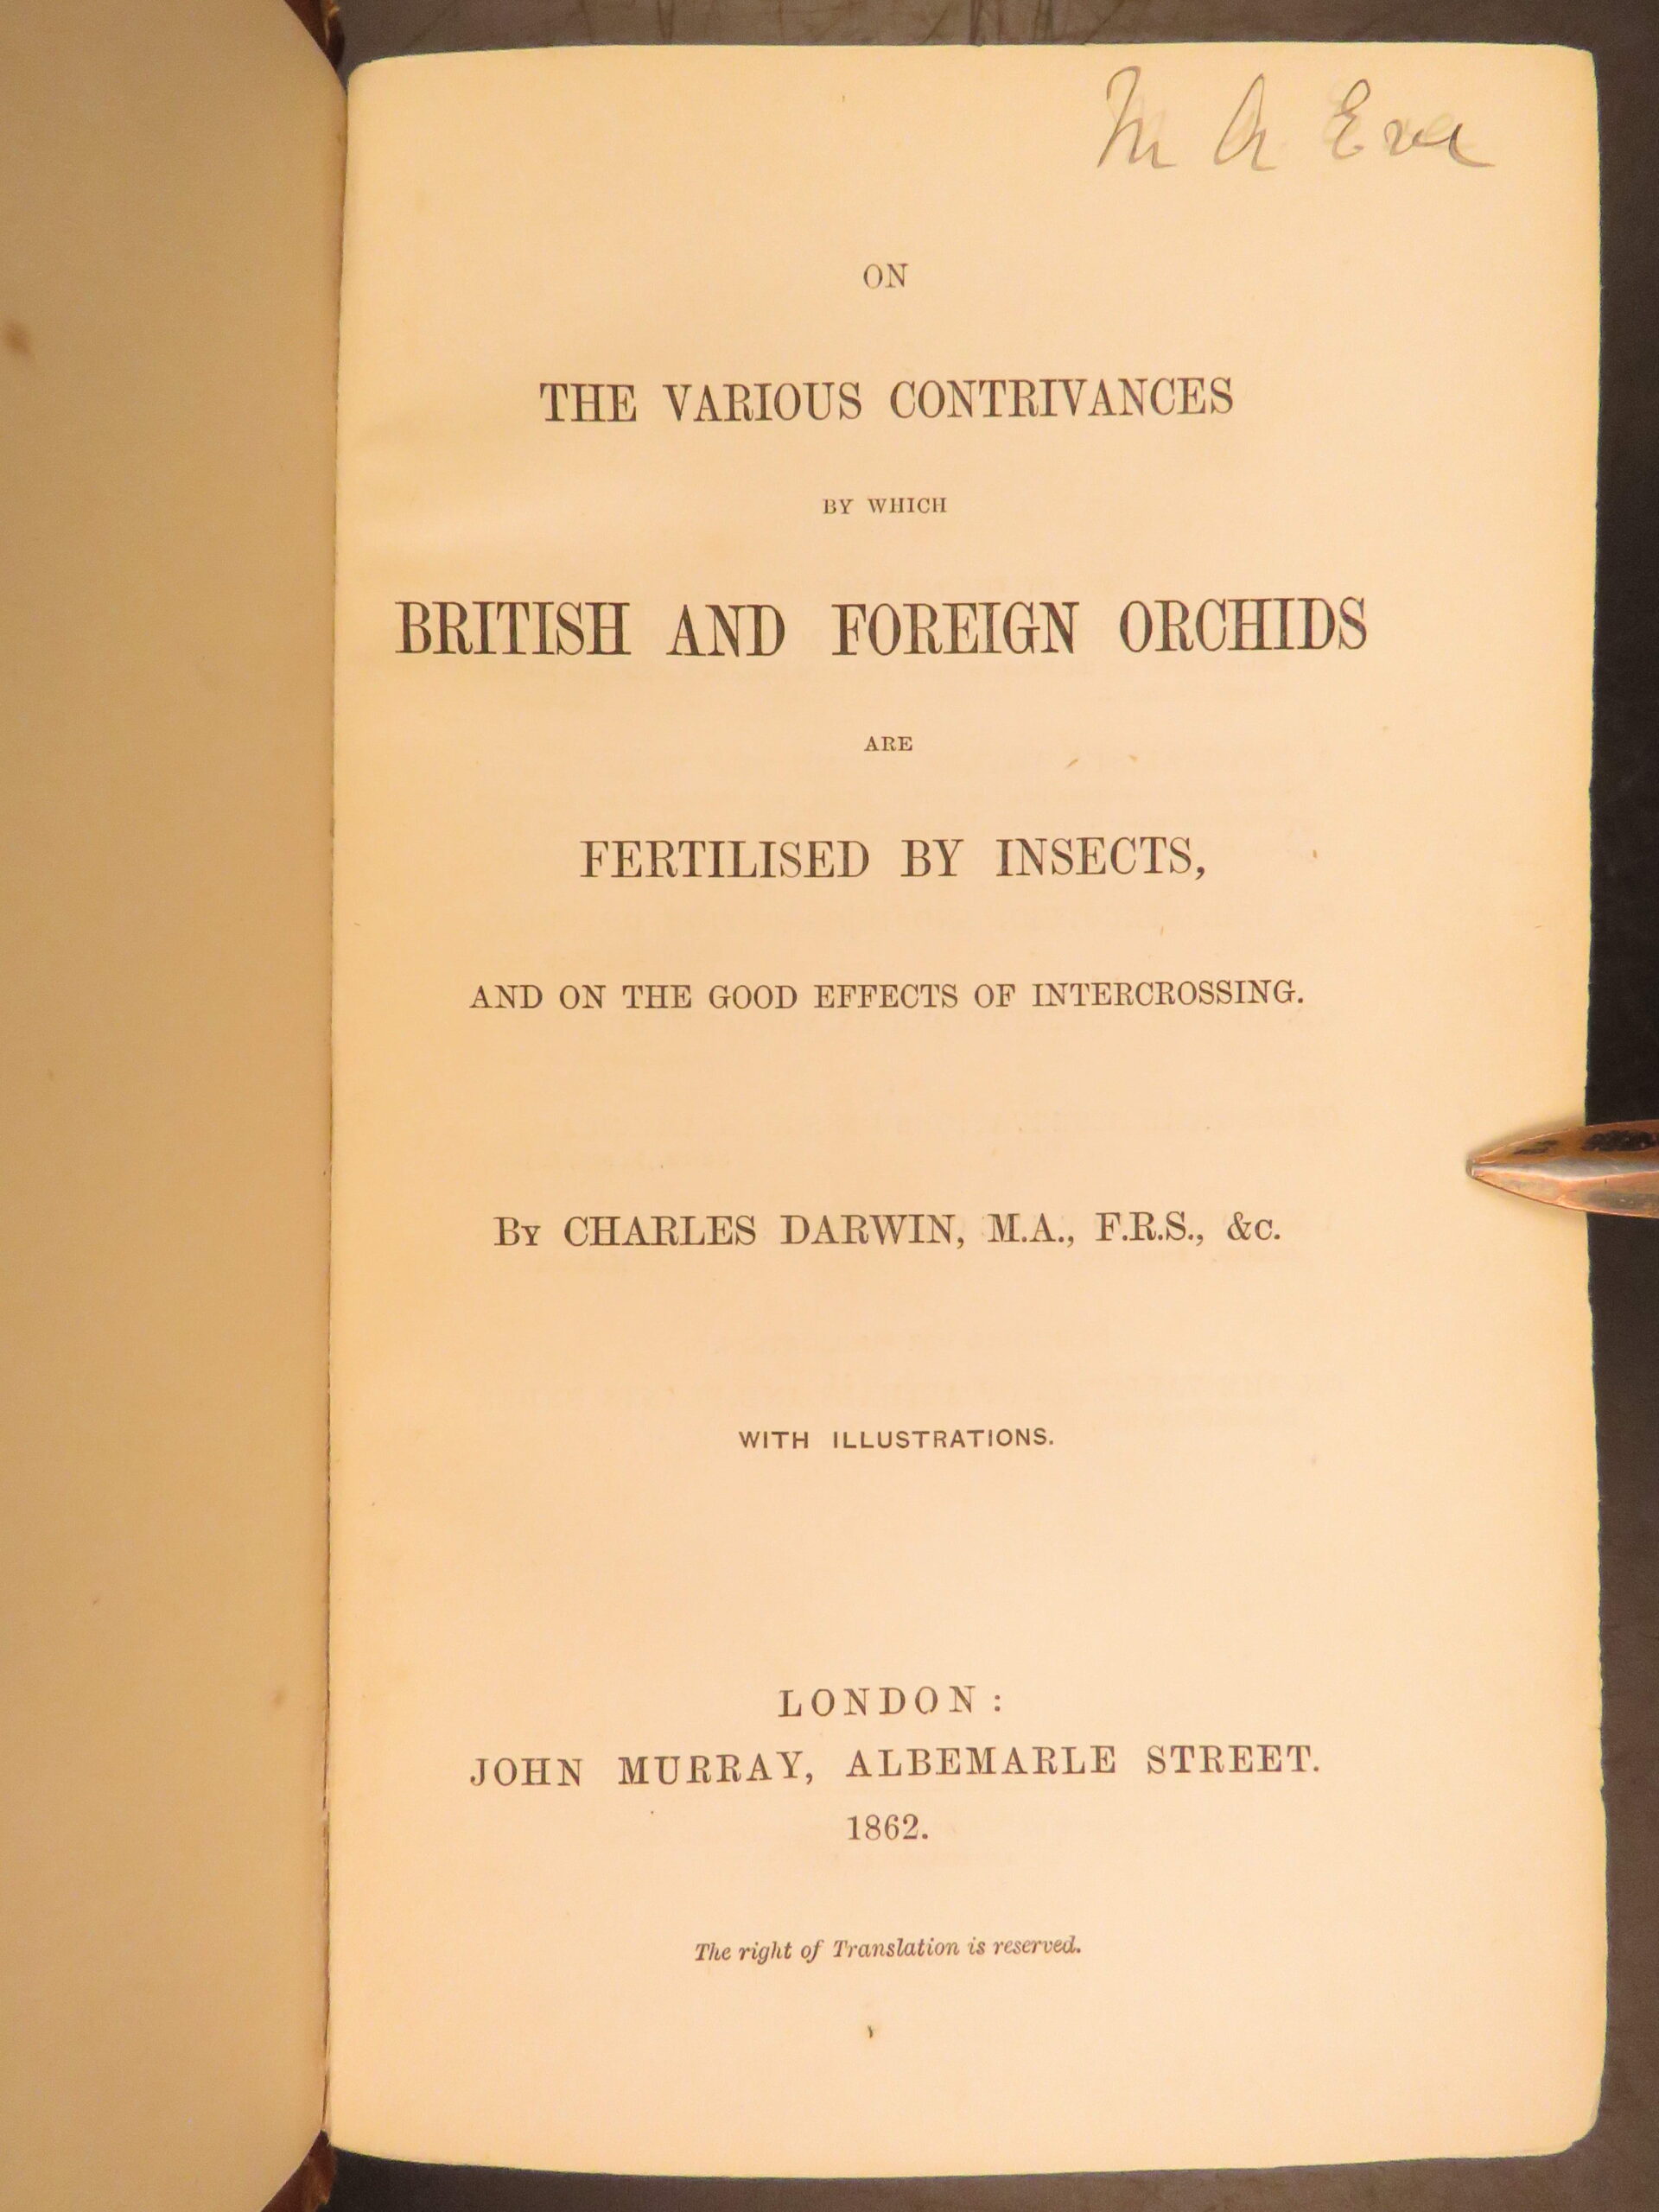 M A Eve
ON
THE VARIOUS CONTRIVANCES
BY WHICH
BRITISH AND FOREIGN ORCHIDS
ARE
FERTILISED BY INSECTS,
AND ON THE GOOD EFFECTS OF INTERCROSSING.
By CHARLES DARWIN, M.A., F.R.S., &c.
WITH ILLUSTRATIONS.
LONDON:
JOHN MURRAY, ALBEMARLE STREET.
1862.
The right of Translation is reserved.